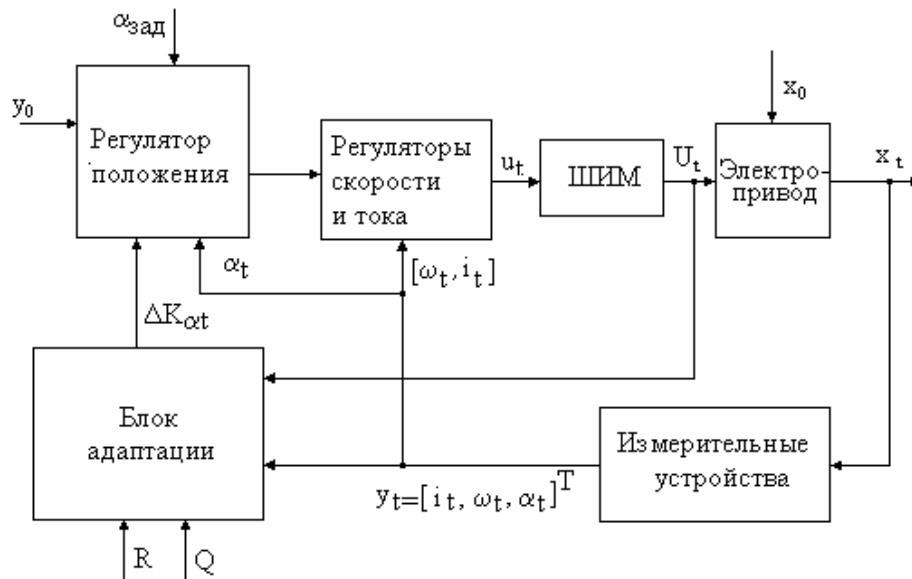 αзад
y0
x0
Регулятор
положения
Регуляторы
скорости
и тока
ut
ШИМ
Ut
Электро-
привод
xt
αt
[ωt, it]
ΔKαt
Блок
адаптации
Измерительные
устройства
yt=[it, ωt, αt]T
R
Q